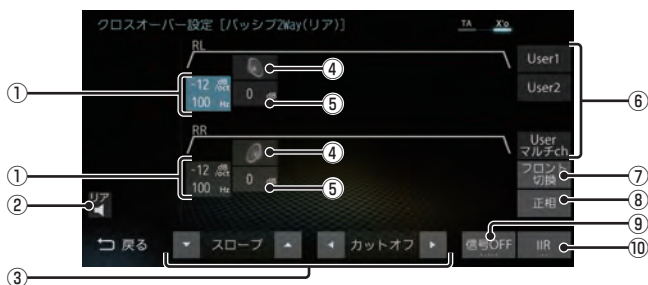 クロスオーバー設定 [パッシブ2Way(リア)]
TA X'o
RL
④
User1
①
-12 dB/oct
100 Hz
0 dB
⑤
User2
⑥
RR
④
User
マルチch
①
-12 dB/oct
100 Hz
0 dB
⑤
フロント
切換
⑦
正相
⑧
リア
②
⑨
戻る
スロープ
カットオフ
信号OFF
IIR
⑩
③